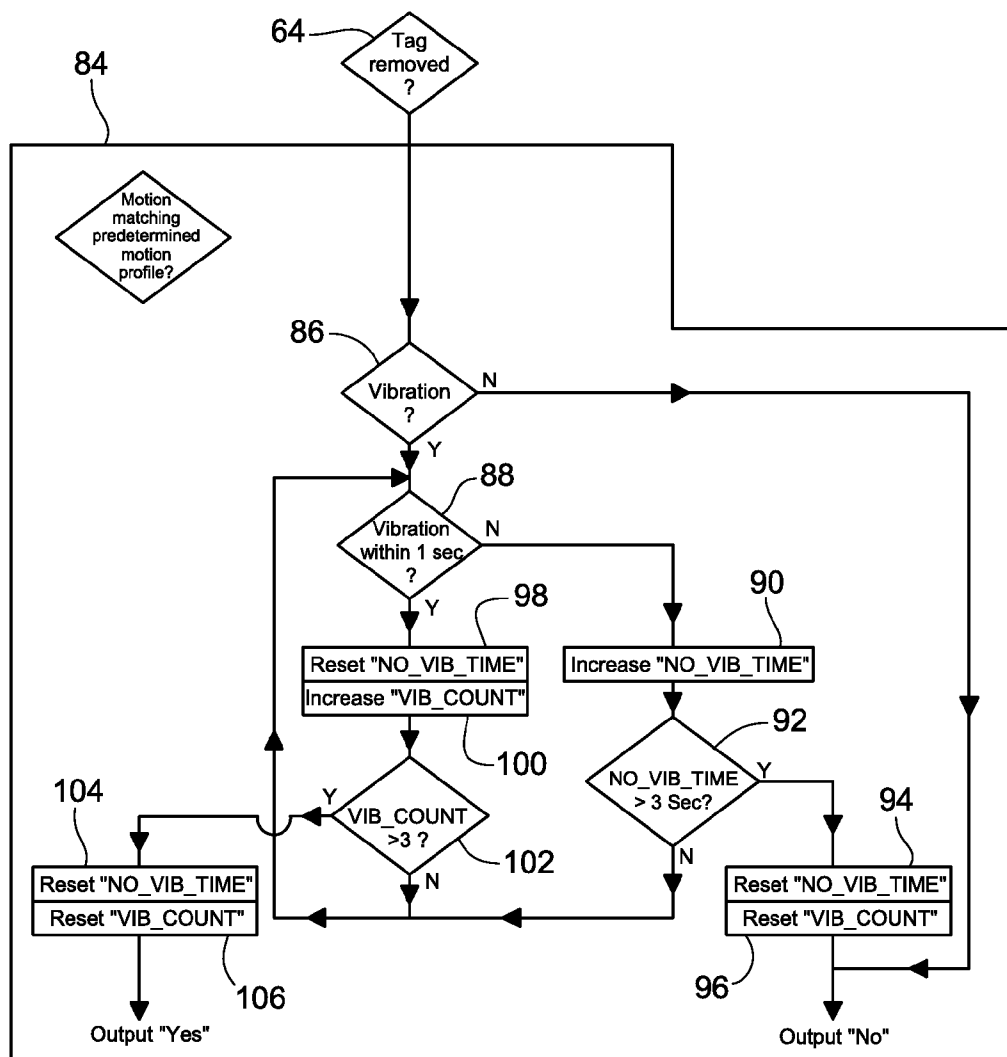 64
Tag
removed
?
84
Motion
matching
predetermined
motion
profile?
86
Vibration
?
N
Y
88
Vibration
within 1 sec
?
N
Y
98
90
Reset "NO_VIB_TIME"
Increase "VIB_COUNT"
Increase "NO_VIB_TIME"
100
92
NO_VIB_TIME
> 3 Sec?
Y
N
104
Y
VIB_COUNT
>3 ?
102
N
94
Reset "NO_VIB_TIME"
Reset "VIB_COUNT"
Reset "NO_VIB_TIME"
Reset "VIB_COUNT"
106
96
Output "Yes"
Output "No"